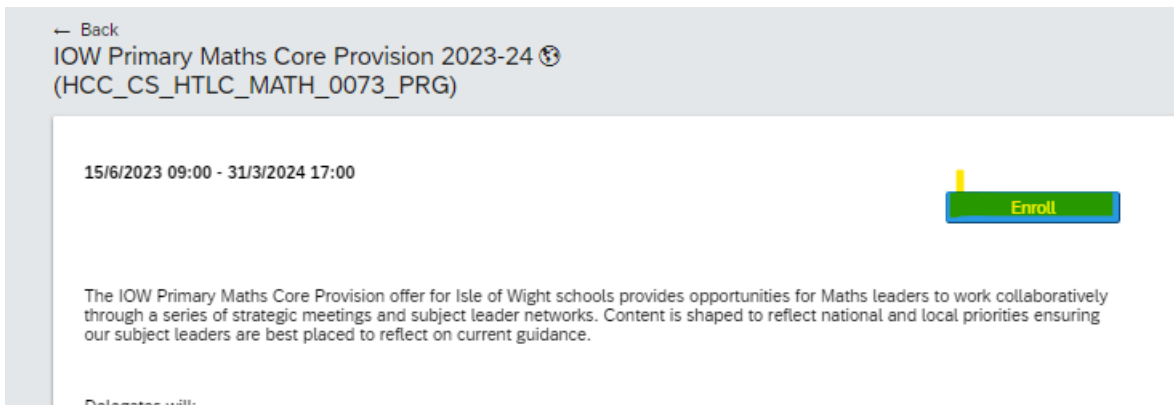 ← Back
IOW Primary Maths Core Provision 2023-24
(HCC_CS_HTLC_MATH_0073_PRG)
15/6/2023 09:00 - 31/3/2024 17:00
Enroll
The IOW Primary Maths Core Provision offer for Isle of Wight schools provides opportunities for Maths leaders to work collaboratively
through a series of strategic meetings and subject leader networks. Content is shaped to reflect national and local priorities ensuring
our subject leaders are best placed to reflect on current guidance.
Delegates will: